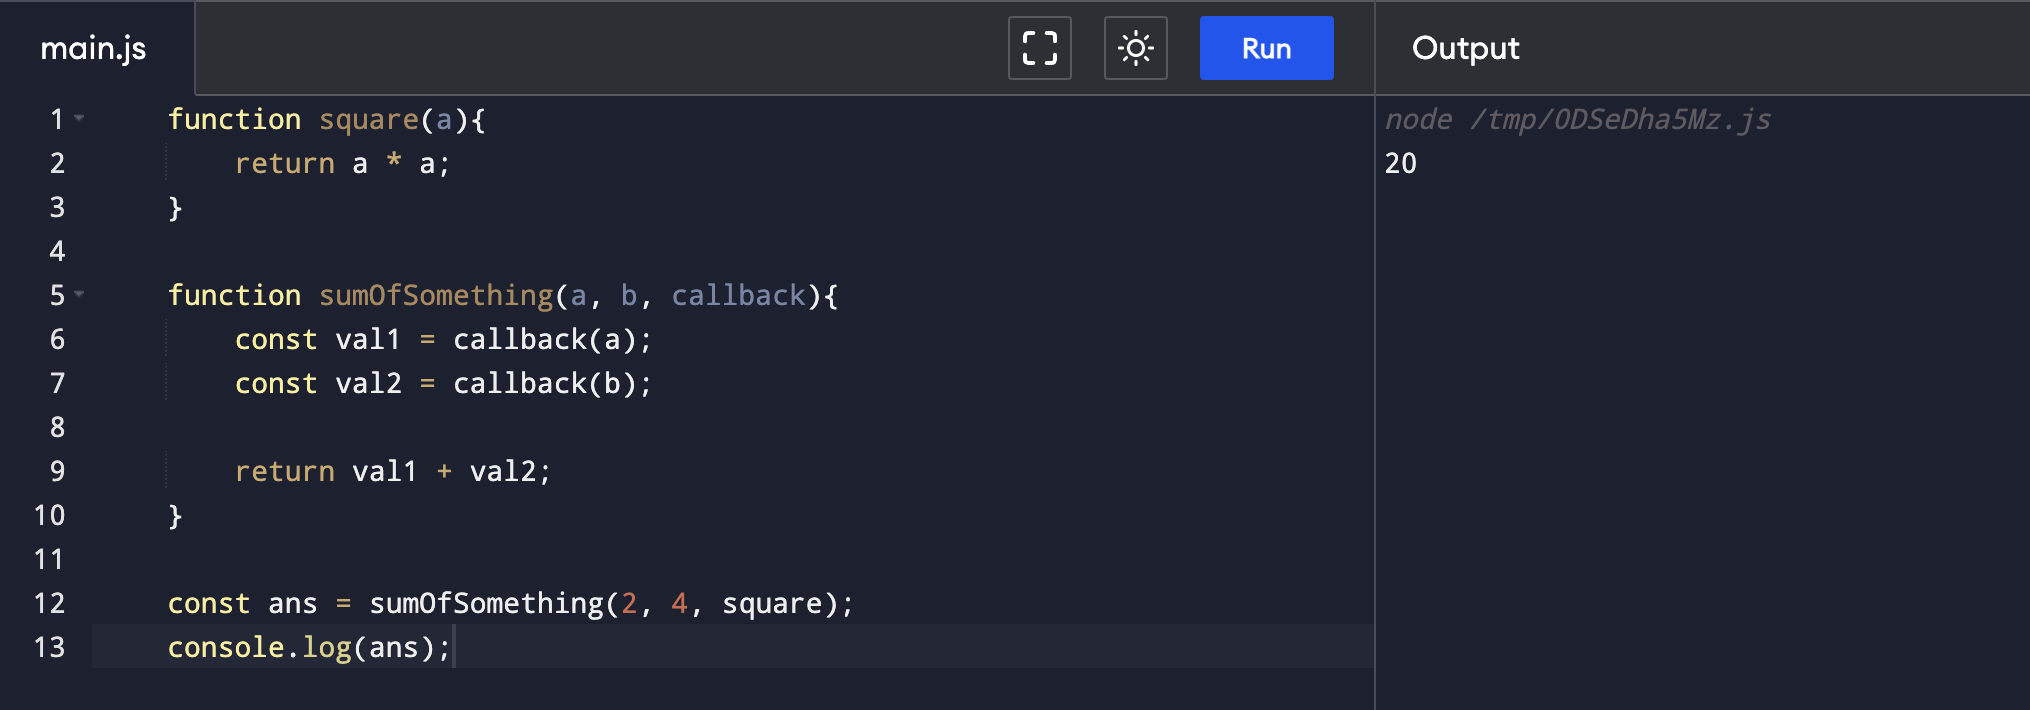 main.js
Run
Output
1 function square(a){
2 return a * a;
3 }
4
5 function sumOfSomething(a, b, callback){
6 const val1 = callback(a);
7 const val2 = callback(b);
8
9 return val1 + val2;
10 }
11
12 const ans = sumOfSomething(2, 4, square);
13 console.log(ans);
node /tmp/0DSeDha5Mz.js
20